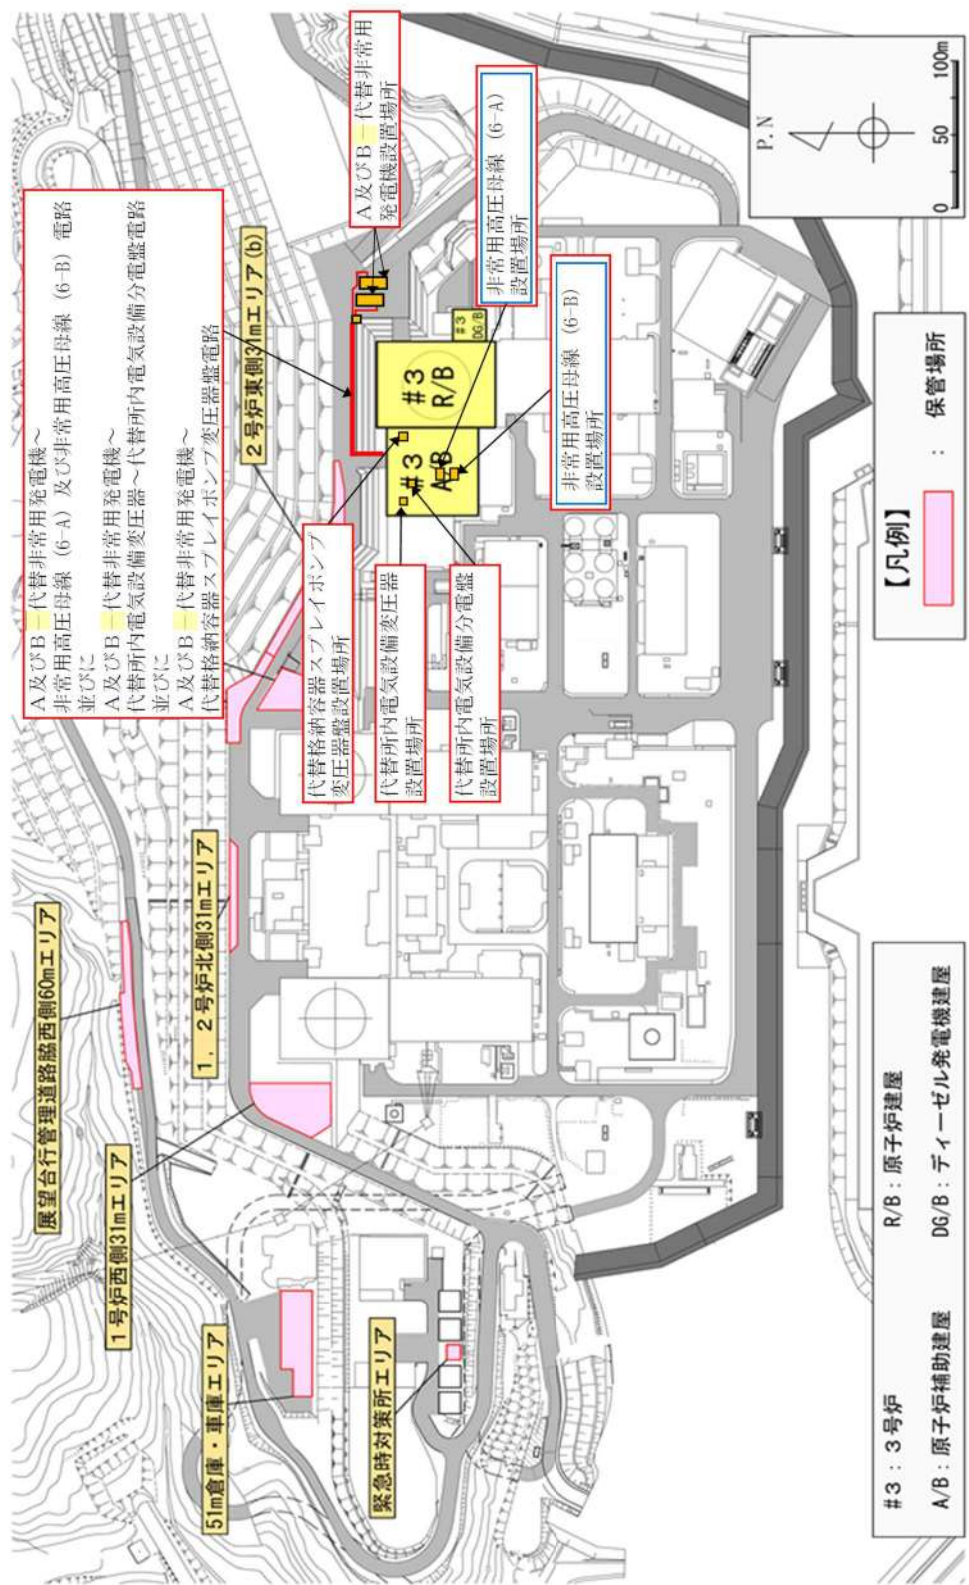 A及びB－代替非常用発電機～
非常用高圧母線（6-A）及び非常用高圧母線（6-B）電路
並びに
A及びB－代替非常用発電機～
代替所内電気設備変圧器～代替所内電気設備分電盤電路
並びに
A及びB－代替非常用発電機～
代替格納容器スプレイポンプ変圧器盤電路
展望台行管理道路脇西側60mエリア
1号炉西側31mエリア
51m倉庫・車庫エリア
緊急時対策所エリア
1，2号炉北側31mエリア
2号炉東側31mエリア(b)
A及びB－代替非常用
発電機設置場所
代替格納容器スプレイポンプ
変圧器盤設置場所
代替所内電気設備変圧器
設置場所
代替所内電気設備分電盤
設置場所
非常用高圧母線（6-A）
設置場所
非常用高圧母線（6-B）
設置場所
#3
R/B
#3
A/B
#3
DG/B
P.N
0 50 100m
#3：3号炉 R/B：原子炉建屋
A/B：原子炉補助建屋 DG/B：ディーゼル発電機建屋
【凡例】
： 保管場所